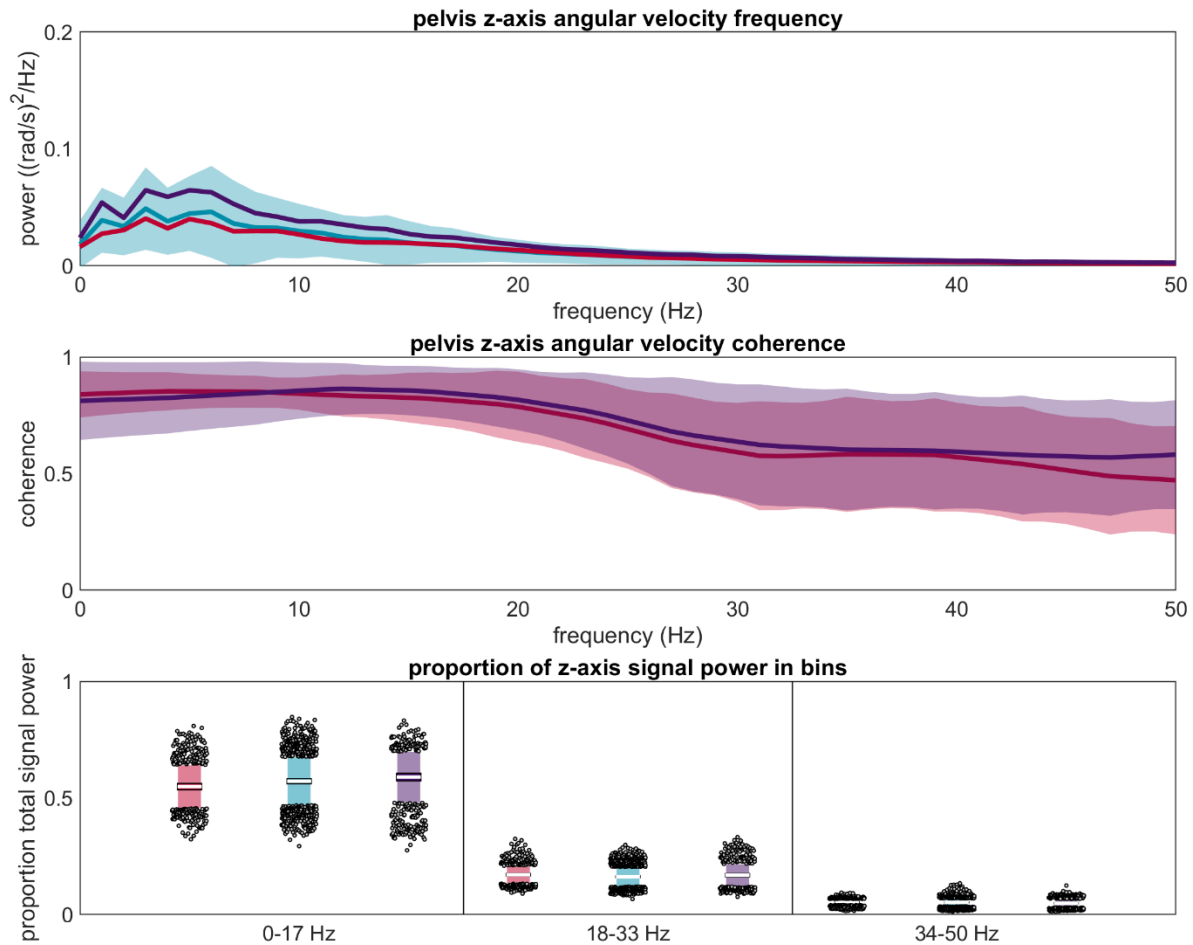 pelvis z-axis angular velocity frequency
power ((rad/s)²/Hz)
0.2
0.1
0
0 10 20 30 40 50
frequency (Hz)
pelvis z-axis angular velocity coherence
coherence
1
0.5
0
0 10 20 30 40 50
frequency (Hz)
proportion of z-axis signal power in bins
proportion total signal power
1
0.5
0
0-17 Hz 18-33 Hz 34-50 Hz